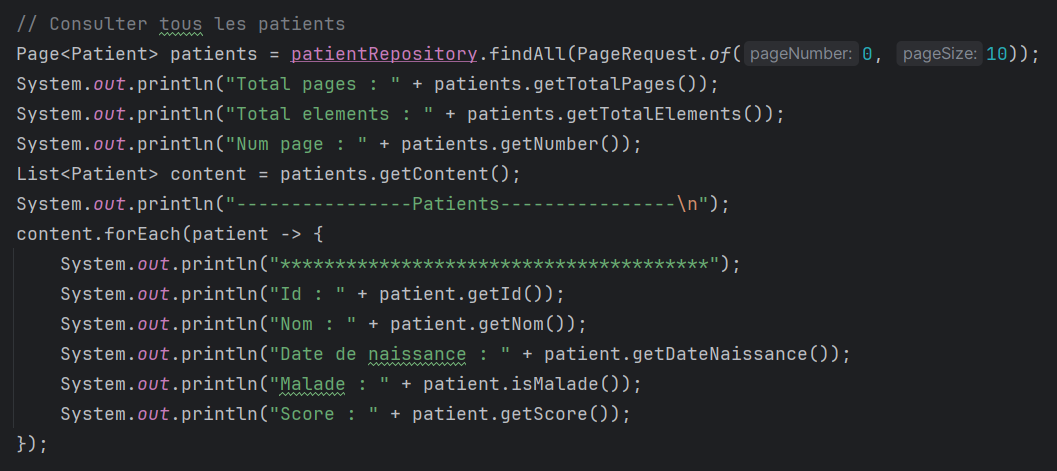 // Consulter tous les patients
Page<Patient> patients = patientRepository.findAll(PageRequest.of( pageNumber: 0, pageSize: 10));
System.out.println("Total pages : " + patients.getTotalPages());
System.out.println("Total elements : " + patients.getTotalElements());
System.out.println("Num page : " + patients.getNumber());
List<Patient> content = patients.getContent();
System.out.println("----------------Patients----------------\n");
content.forEach(patient -> {
    System.out.println("***************************************");
    System.out.println("Id : " + patient.getId());
    System.out.println("Nom : " + patient.getNom());
    System.out.println("Date de naissance : " + patient.getDateNaissance());
    System.out.println("Malade : " + patient.isMalade());
    System.out.println("Score : " + patient.getScore());
});